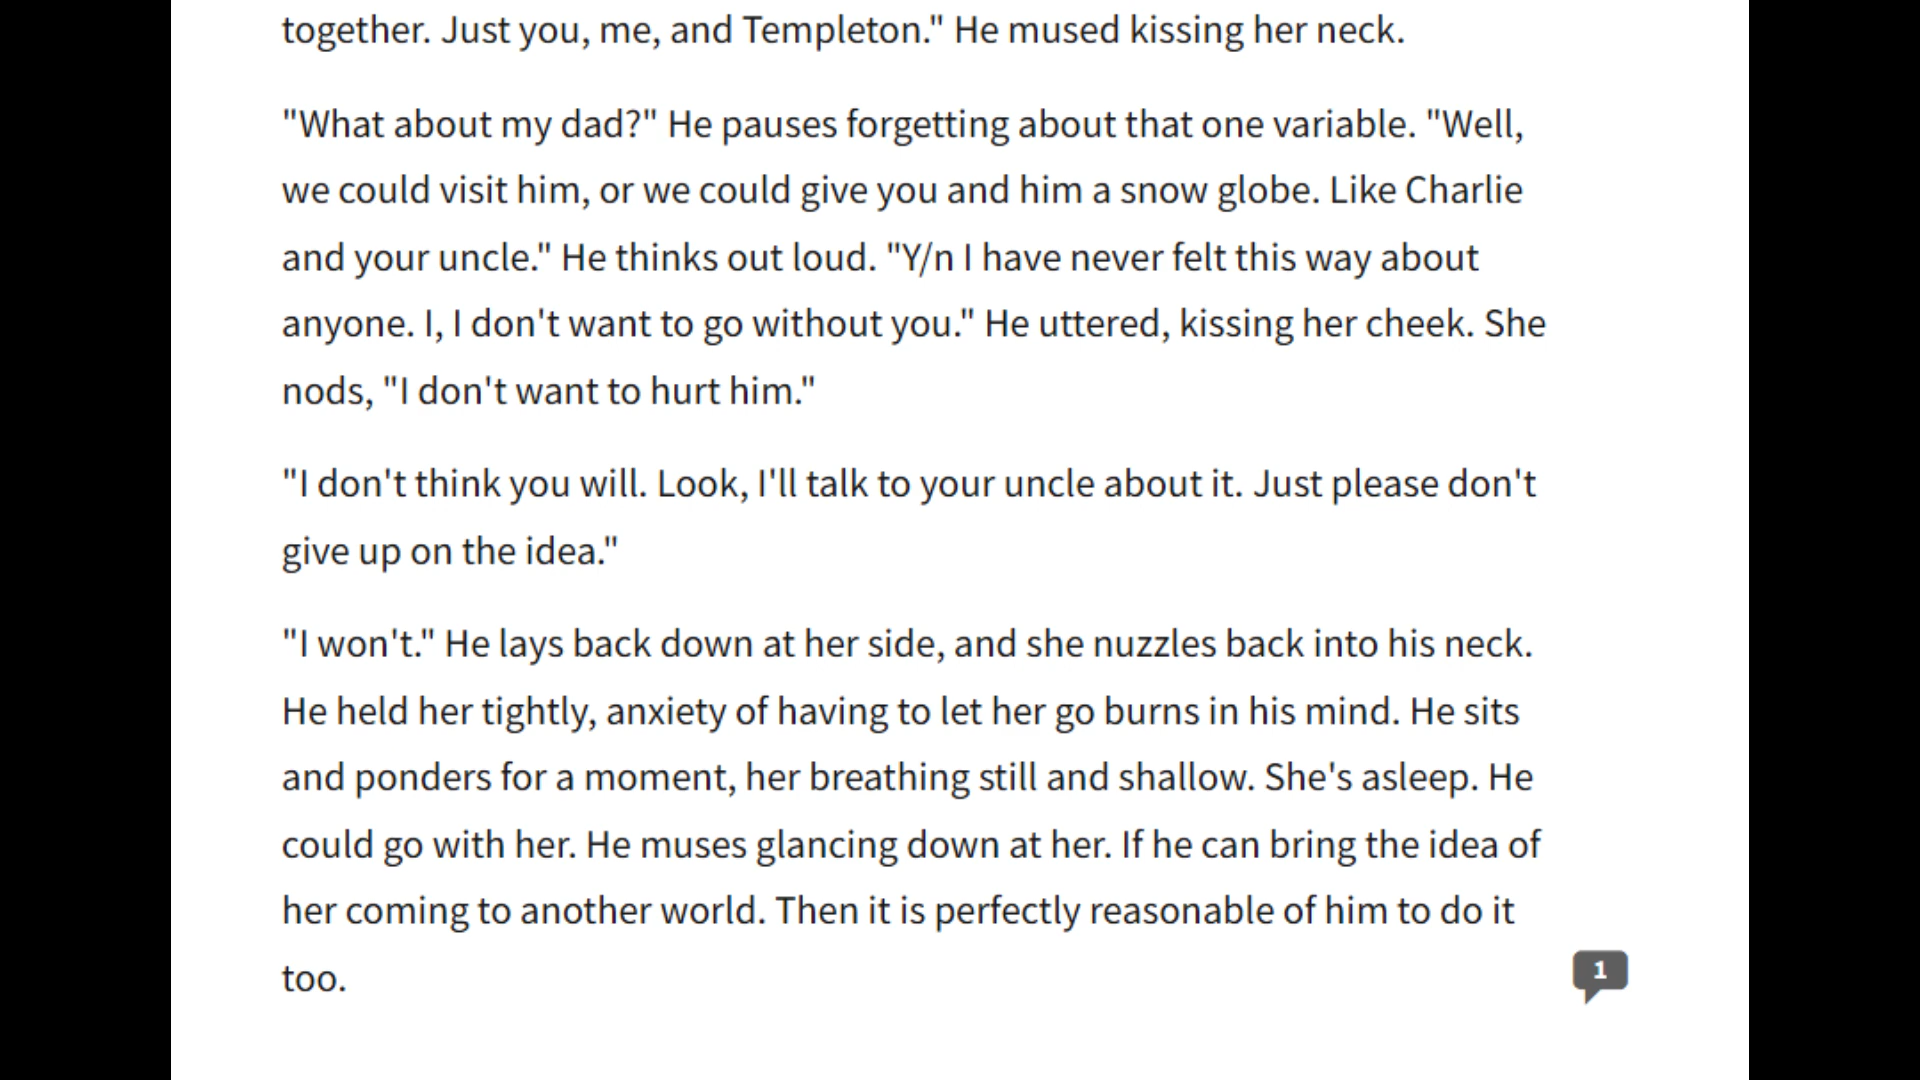 together. Just you, me, and Templeton." He mused kissing her neck.
"What about my dad?" He pauses forgetting about that one variable. "Well,
we could visit him, or we could give you and him a snow globe. Like Charlie
and your uncle." He thinks out loud. "Y/n I have never felt this way about
anyone. I, I don't want to go without you." He uttered, kissing her cheek. She
nods, "I don't want to hurt him."
"I don't think you will. Look, I'll talk to your uncle about it. Just please don't
give up on the idea."
"I won't." He lays back down at her side, and she nuzzles back into his neck.
He held her tightly, anxiety of having to let her go burns in his mind. He sits
and ponders for a moment, her breathing still and shallow. She's asleep. He
could go with her. He muses glancing down at her. If he can bring the idea of
her coming to another world. Then it is perfectly reasonable of him to do it
too.
1